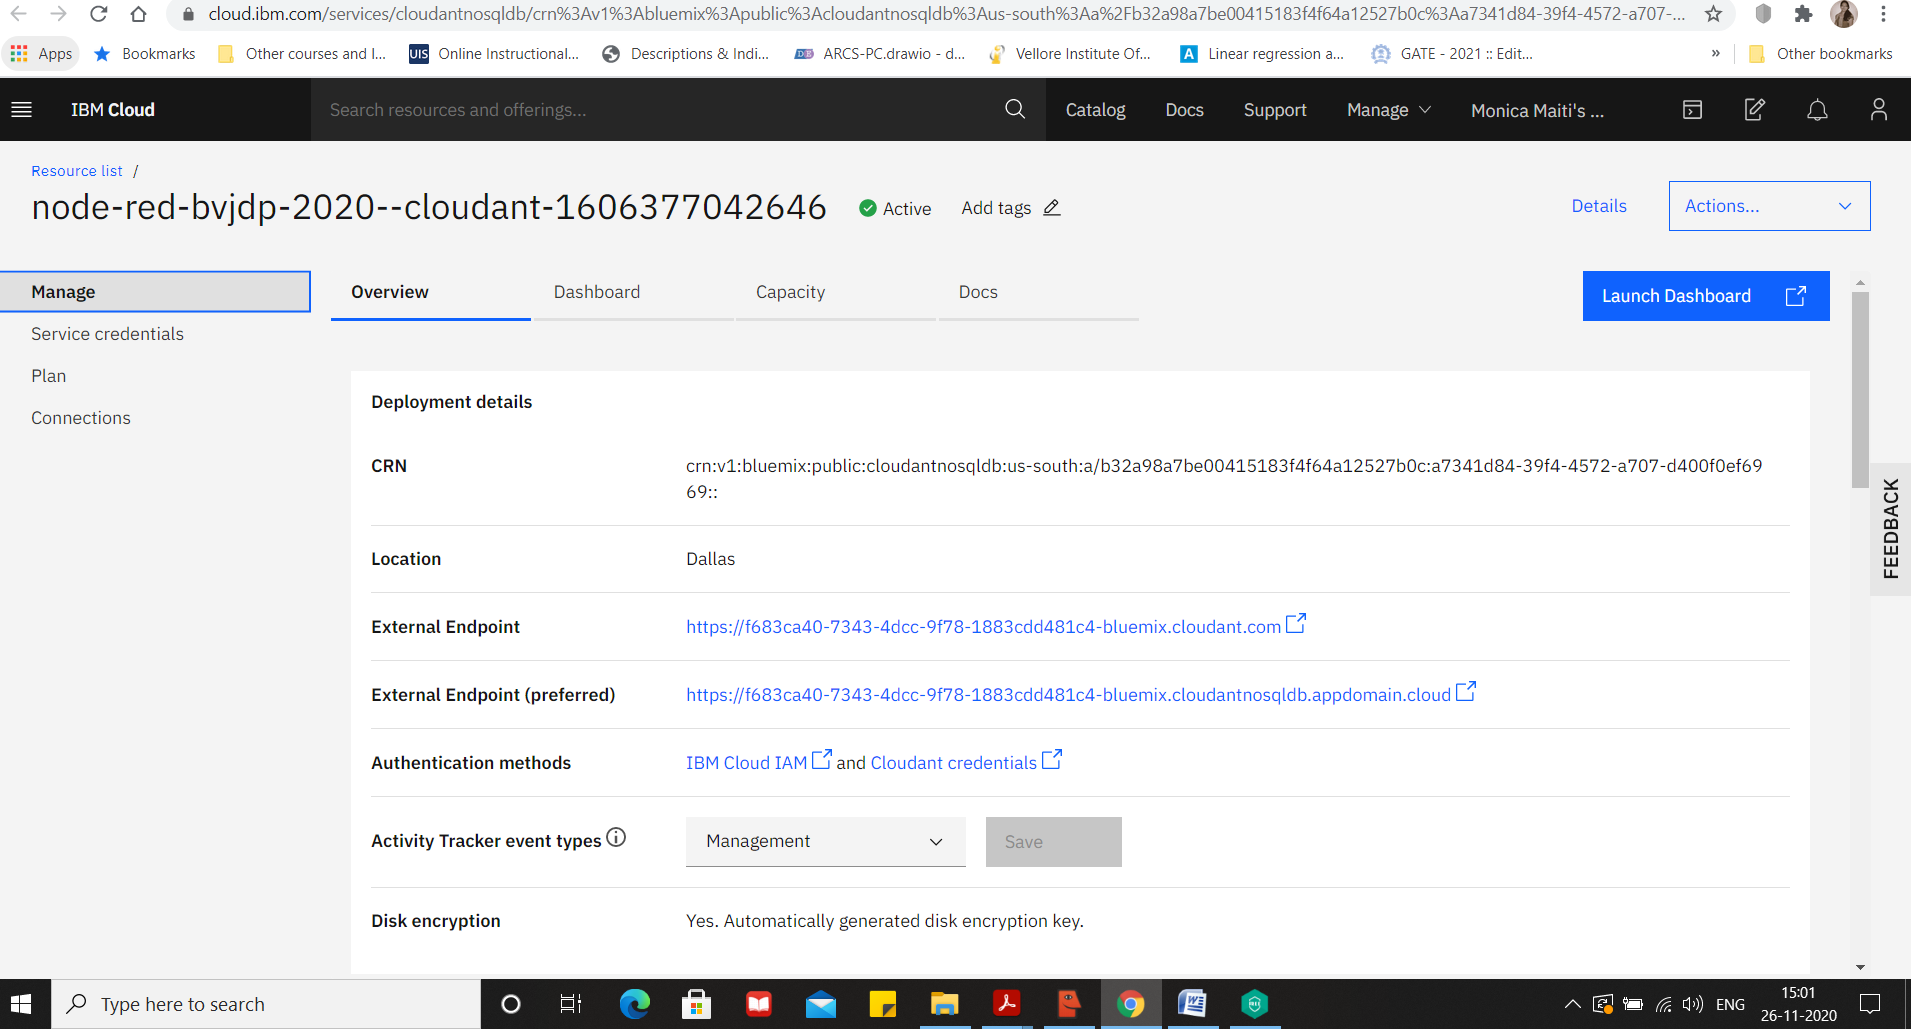 cloud.ibm.com/services/cloudantnosqldb/crn%3Av1%3Abluemix%3Apublic%3Acloudantnosqldb%3Aus-south%3Aa%2Fb32a98a7be00415183f4f64a12527b0c%3Aa7341d84-39f4-4572-a707-...
Apps Bookmarks Other courses and I... UIS Online Instructional... Descriptions & Indi... DE ARCS-PC.drawio - d... Vellore Institute Of... A Linear regression a... GATE - 2021 :: Edit... » Other bookmarks
IBM Cloud Search resources and offerings... Catalog Docs Support Manage Monica Maiti's ...
Resource list /
node-red-bvjdp-2020--cloudant-1606377042646 Active Add tags Details Actions...
Manage Overview Dashboard Capacity Docs Launch Dashboard
Service credentials
Plan
Connections
Deployment details
CRN crn:v1:bluemix:public:cloudantnosqldb:us-south:a/b32a98a7be00415183f4f64a12527b0c:a7341d84-39f4-4572-a707-d400f0ef69
69::
Location Dallas
External Endpoint https://f683ca40-7343-4dcc-9f78-1883cdd481c4-bluemix.cloudant.com
External Endpoint (preferred) https://f683ca40-7343-4dcc-9f78-1883cdd481c4-bluemix.cloudantnosqldb.appdomain.cloud
Authentication methods IBM Cloud IAM and Cloudant credentials
Activity Tracker event types Management Save
Disk encryption Yes. Automatically generated disk encryption key.
FEEDBACK
Type here to search ENG 15:01
26-11-2020